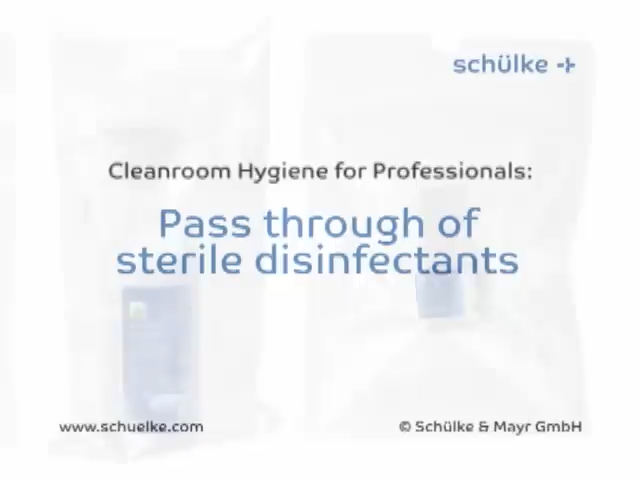 schülke
Cleanroom Hygiene for Professionals:
Pass through of
sterile disinfectants
www.schuelke.com
© Schülke & Mayr GmbH